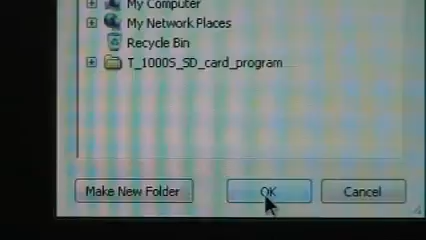 My Computer
My Network Places
Recycle Bin
T_1000S_SD_card_program
Make New Folder
OK
Cancel